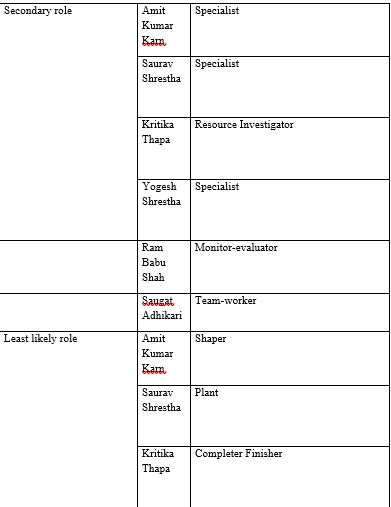 Secondary role Amit Specialist
Kumar
Karn
Saurav Specialist
Shrestha
Kritika Resource Investigator
Thapa
Yogesh Specialist
Shrestha
Ram Monitor-evaluator
Babu
Shah
Saugat Team-worker
Adhikari
Least likely role Amit Shaper
Kumar
Karn
Saurav Plant
Shrestha
Kritika Completer Finisher
Thapa